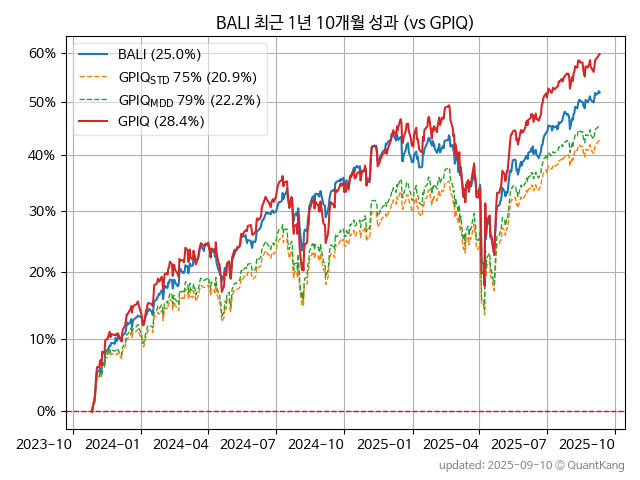 BALI 최근 1년 10개월 성과 (vs GPIQ)
60%
50%
40%
30%
20%
10%
0%
BALI (25.0%)
GPIQSTD 75% (20.9%)
GPIQMDD 79% (22.2%)
GPIQ (28.4%)
2023-10 2024-01 2024-04 2024-07 2024-10 2025-01 2025-04 2025-07 2025-10
updated: 2025-09-10 © QuantKang